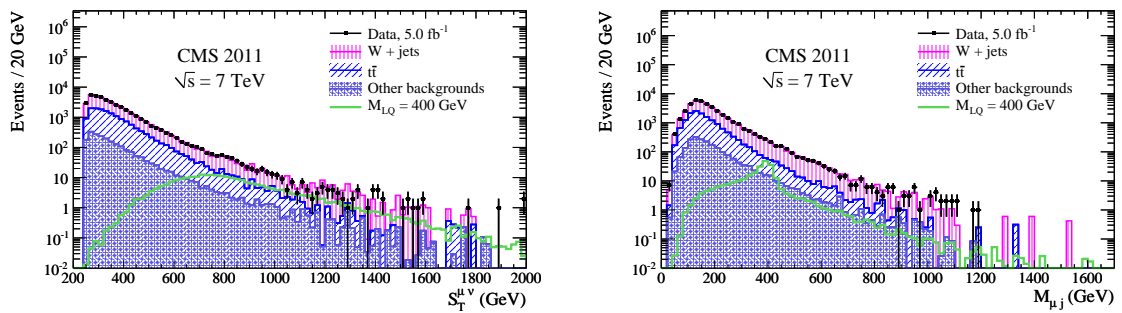 Events / 20 GeV
10⁶
10⁵
10⁴
10³
10²
10
1
10⁻¹
10⁻²
CMS 2011
√s = 7 TeV
Data, 5.0 fb⁻¹
W + jets
tt̄
Other backgrounds
M_LQ = 400 GeV
200 400 600 800 1000 1200 1400 1600 1800 2000
S_T^μν (GeV)
Events / 20 GeV
10⁶
10⁵
10⁴
10³
10²
10
1
10⁻¹
10⁻²
CMS 2011
√s = 7 TeV
Data, 5.0 fb⁻¹
W + jets
tt̄
Other backgrounds
M_LQ = 400 GeV
0 200 400 600 800 1000 1200 1400 1600
M_μj (GeV)